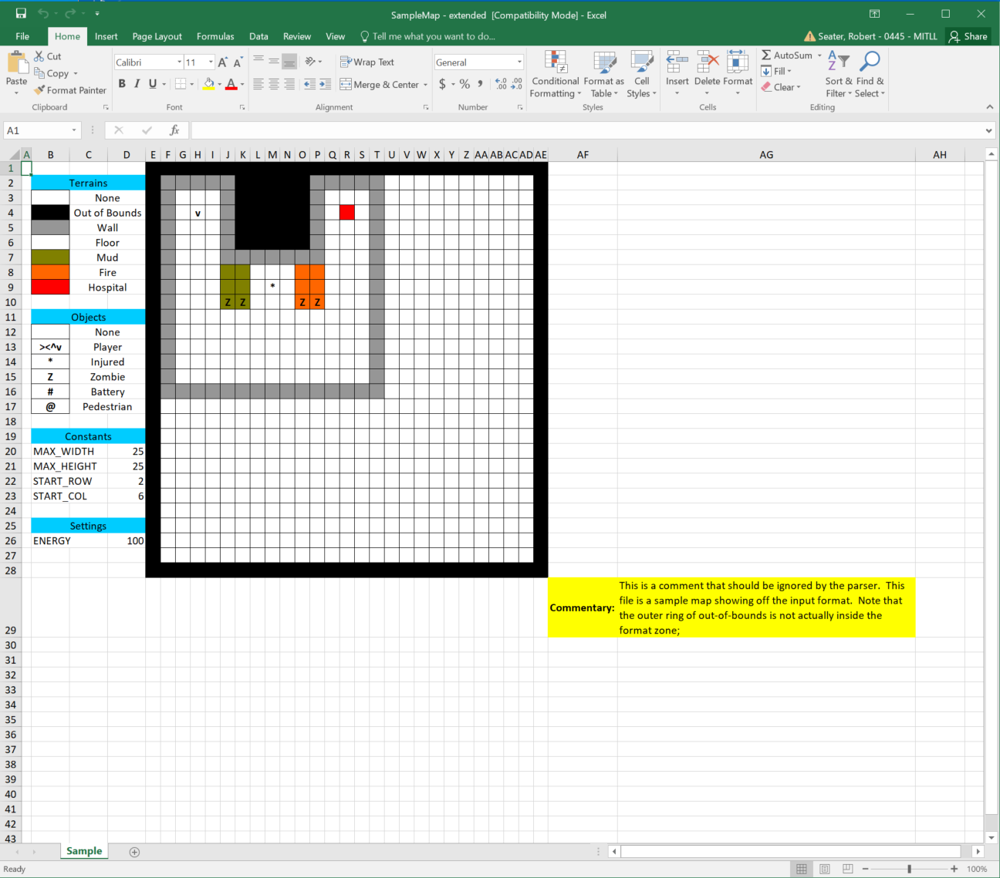 SampleMap - extended [Compatibility Mode] - Excel
File Home Insert Page Layout Formulas Data Review View Tell me what you want to do... Seater, Robert - 0445 - MITLL Share
Paste Cut Copy Format Painter
Calibri 11
B I U
Wrap Text
Merge & Center
General
$ % ,
Conditional Formatting Format as Table Cell Styles
Insert Delete Format
AutoSum Fill Clear
Sort & Filter Find & Select
Clipboard Font Alignment Number Styles Cells Editing
A1 fx
A B C D E F G H I J K L M N O P Q R S T U V W X Y Z AA AB AC AD AE AF AG AH
1
2 Terrains
3 None
4 Out of Bounds v
5 Wall
6 Floor
7 Mud
8 Fire
9 Hospital *
10 Z Z Z Z
11 Objects
12 None
13 ><^v Player
14 * Injured
15 Z Zombie
16 # Battery
17 @ Pedestrian
18
19 Constants
20 MAX_WIDTH 25
21 MAX_HEIGHT 25
22 START_ROW 2
23 START_COL 6
24
25 Settings
26 ENERGY 100
27
28
29 Commentary: This is a comment that should be ignored by the parser. This
file is a sample map showing off the input format. Note that
the outer ring of out-of-bounds is not actually inside the
format zone;
30
31
32
33
34
35
36
37
38
39
40
41
42
43
Sample
Ready 100%